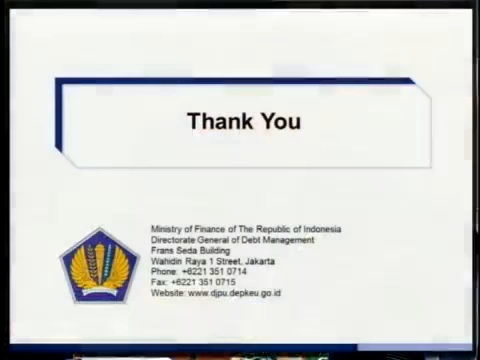 Thank You
Ministry of Finance of The Republic of Indonesia
Directorate General of Debt Management
Frans Seda Building
Wahidin Raya 1 Street, Jakarta
Phone: +6221 351 0714
Fax: +6221 351 0715
Website: www.djpu.depkeu.go.id